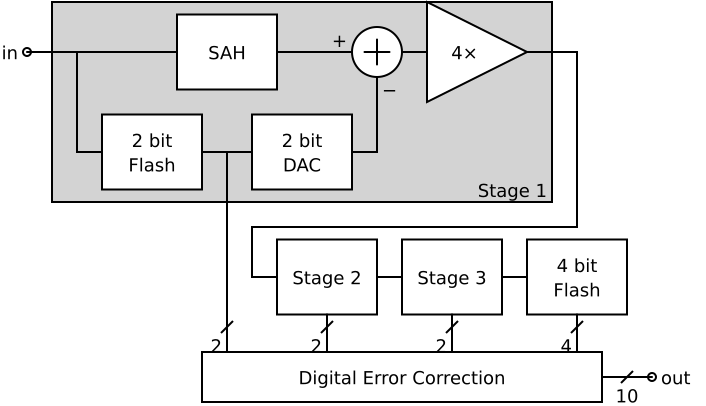 in
SAH
+
4×
−
2 bit
Flash
2 bit
DAC
Stage 1
Stage 2
Stage 3
4 bit
Flash
2
2
2
4
Digital Error Correction
out
10